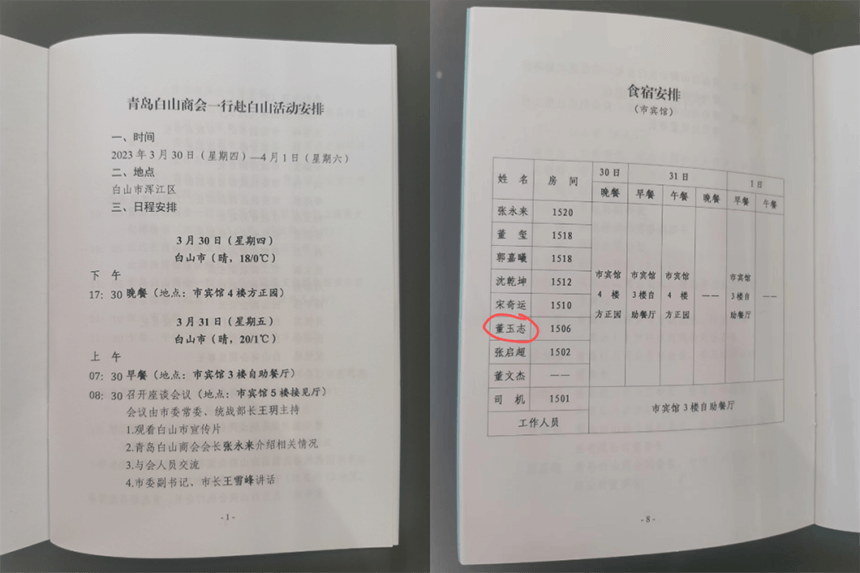 青岛白山商会一行赴白山活动安排
一、时间
2023 年 3 月 30 日（星期四）—4 月 1 日（星期六）
二、地点
白山市浑江区
三、日程安排
3 月 30 日（星期四）
白山市（晴，18/0℃）
下 午
17：30 晚餐（地点：市宾馆 4 楼方正园）
3 月 31 日（星期五）
白山市（晴，20/1℃）
上 午
07：30 早餐（地点：市宾馆 3 楼自助餐厅）
08：30 召开座谈会议（地点：市宾馆 5 楼接见厅）
会议由市委常委、统战部长王玥主持
1.观看白山市宣传片
2.青岛白山商会会长张永来介绍相关情况
3.与会人员交流
4.市委副书记、市长王雪峰讲话
- 1 -
食宿安排
（市宾馆）
姓 名 房 间 30 日 31 日 1 日
晚餐 早餐 午餐 晚餐 早餐 午餐
张永来 1520
董 玺 1518
郭嘉曦 1518
沈乾坤 1512 市宾馆 市宾馆 市宾馆 市宾馆
宋奇运 1510 4 楼 3 楼自 4 楼 —— 3 楼自 ——
董玉志 1506 方正园 助餐厅 方正园 助餐厅
张启超 1502
董文杰 ——
司 机 1501 市宾馆 3 楼自助餐厅
工作人员
- 8 -